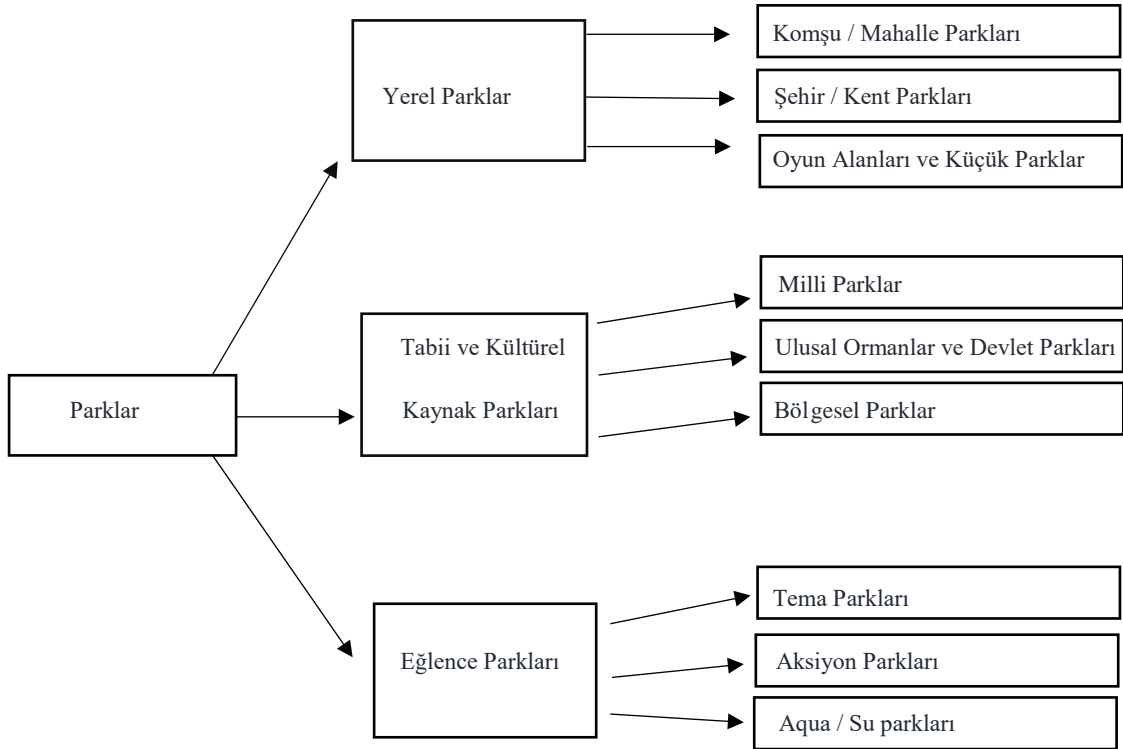 Parklar
Yerel Parklar
Komşu / Mahalle Parkları
Şehir / Kent Parkları
Oyun Alanları ve Küçük Parklar
Tabii ve Kültürel
Kaynak Parkları
Milli Parklar
Ulusal Ormanlar ve Devlet Parkları
Bölgesel Parklar
Eğlence Parkları
Tema Parkları
Aksiyon Parkları
Aqua / Su parkları